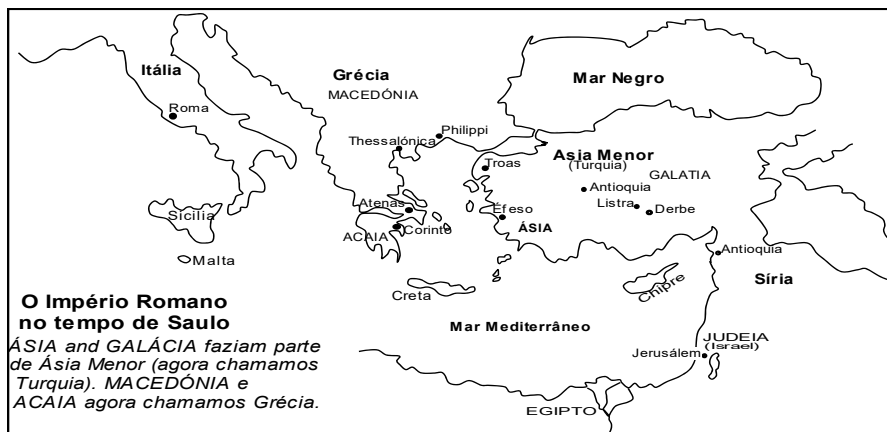 Itália
Roma
Grécia
MACEDÓNIA
Mar Negro
Philippi
Thessalónica
Asia Menor
(Turquia)
GALATIA
Troas
Antioquia
Listra
Derbe
Atenas
Éfeso
ÁSIA
Sicília
ACAIA
Corinto
Malta
Antioquia
Síria
Creta
Chipre
O Império Romano
no tempo de Saulo
Mar Mediterrâneo
ÁSIA and GALÁCIA faziam parte
de Ásia Menor (agora chamamos
Turquia). MACEDÓNIA e
ACAIA agora chamamos Grécia.
JUDEIA
(Israel)
Jerusálem
EGIPTO